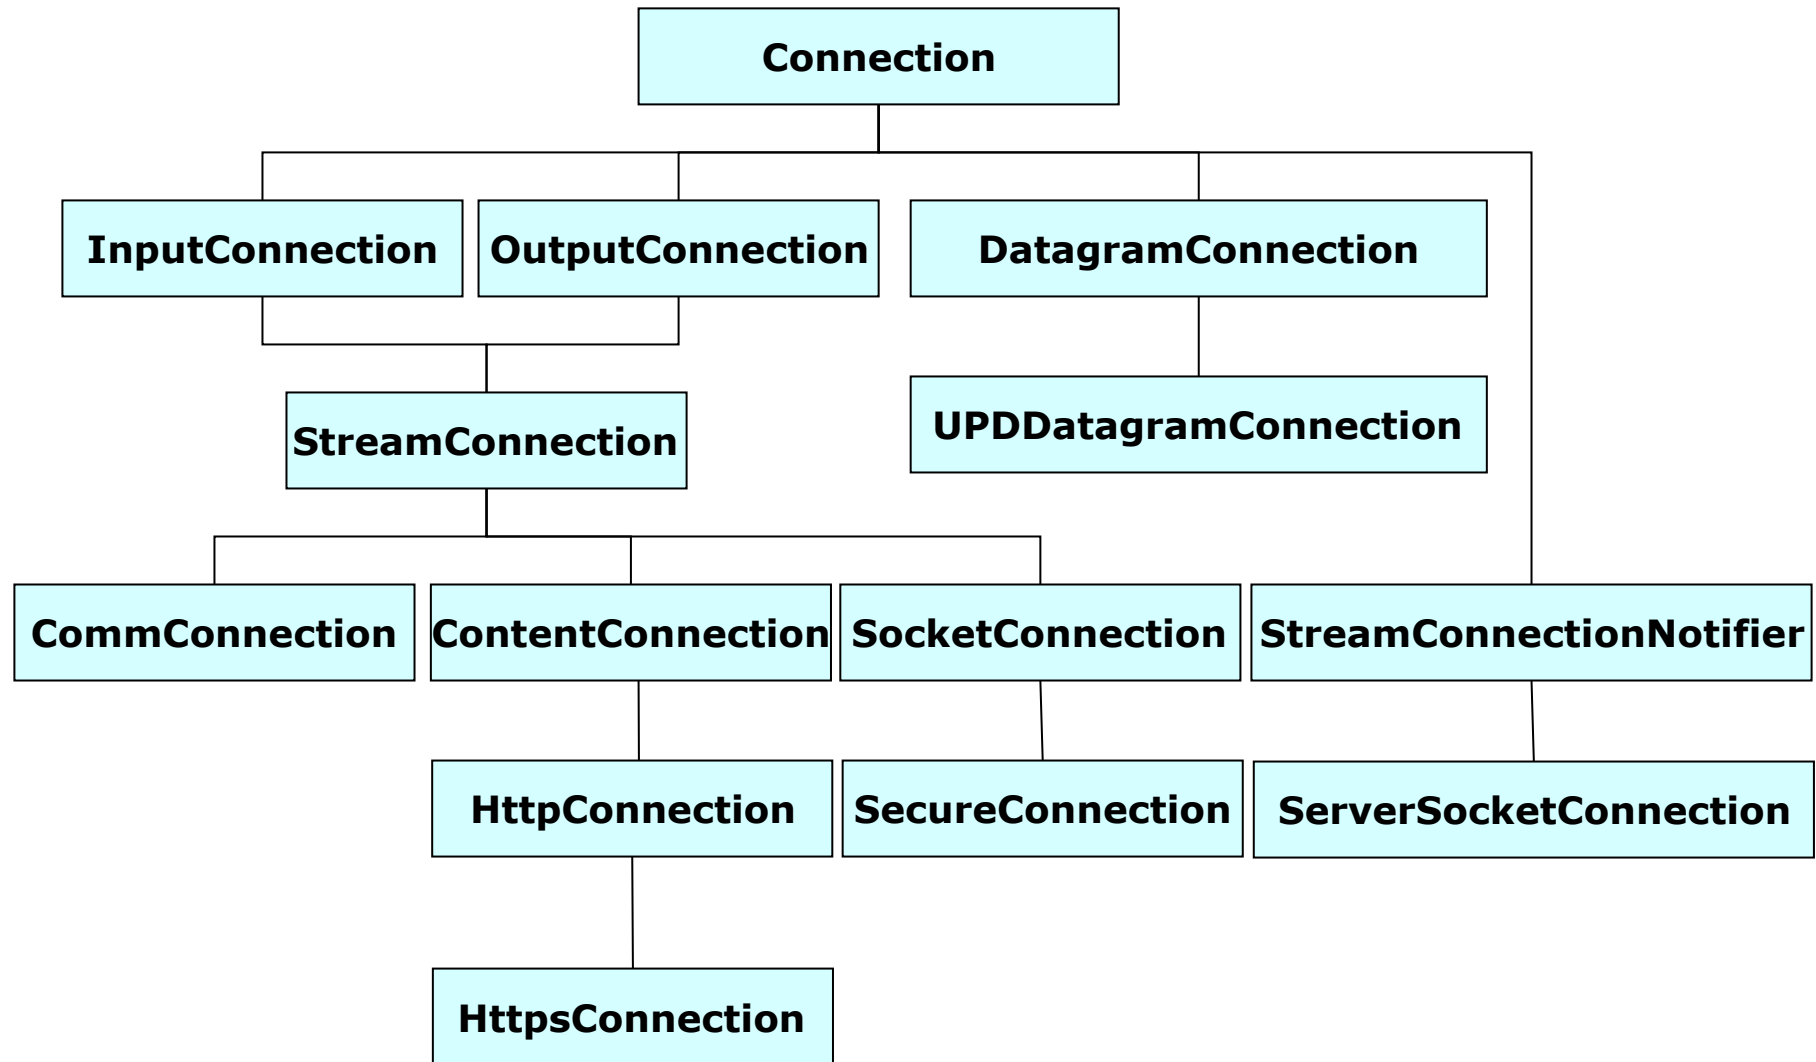 Connection
InputConnection
OutputConnection
DatagramConnection
StreamConnection
UPDDatagramConnection
CommConnection
ContentConnection
SocketConnection
StreamConnectionNotifier
HttpConnection
SecureConnection
ServerSocketConnection
HttpsConnection